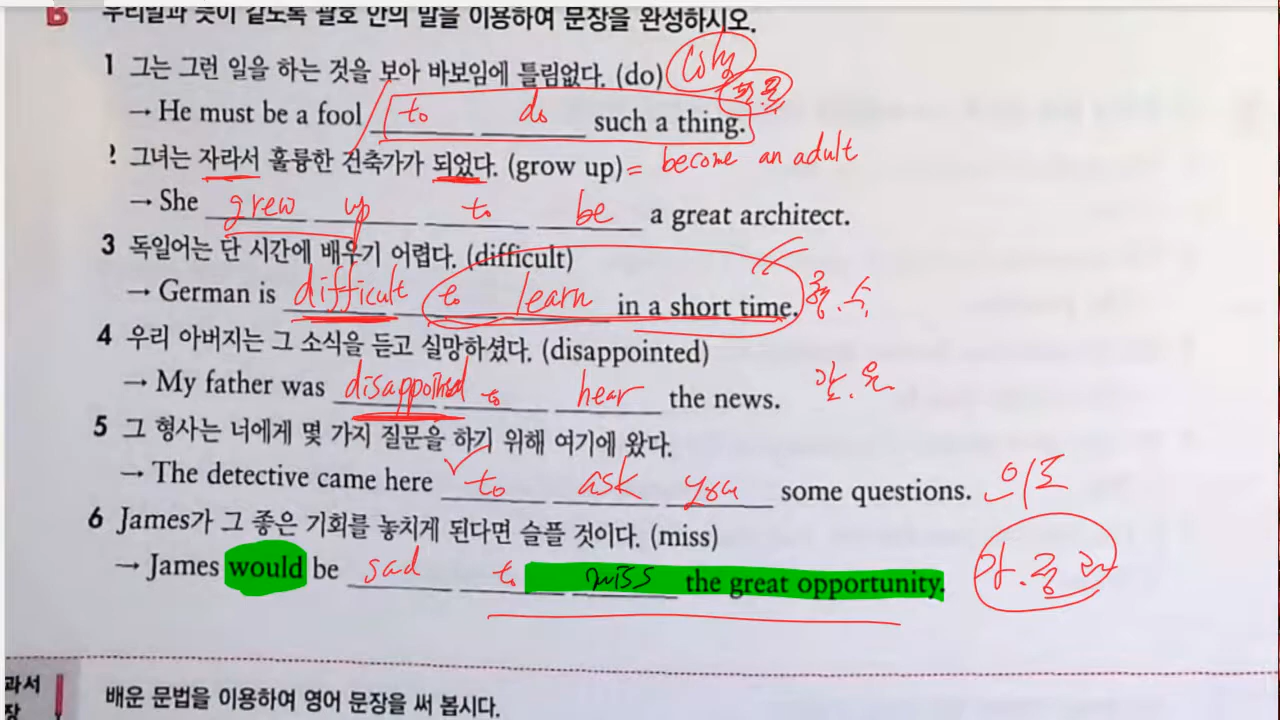 B 우리말과 뜻이 같도록 괄호 안의 말을 이용하여 문장을 완성하시오.
1 그는 그런 일을 하는 것을 보아 바보임에 틀림없다. (do)
→ He must be a fool to do such a thing. 판.근
2 그녀는 자라서 훌륭한 건축가가 되었다. (grow up) = become an adult
→ She grew up to be a great architect.
3 독일어는 단 시간에 배우기 어렵다. (difficult)
→ German is difficult to learn in a short time. 형.수
4 우리 아버지는 그 소식을 듣고 실망하셨다. (disappointed)
→ My father was disappointed to hear the news. 감.원
5 그 형사는 너에게 몇 가지 질문을 하기 위해 여기에 왔다.
→ The detective came here to ask you some questions. 의도
6 James가 그 좋은 기회를 놓치게 된다면 슬플 것이다. (miss)
→ James would be sad to miss the great opportunity.
과서
장
배운 문법을 이용하여 영어 문장을 써 봅시다.